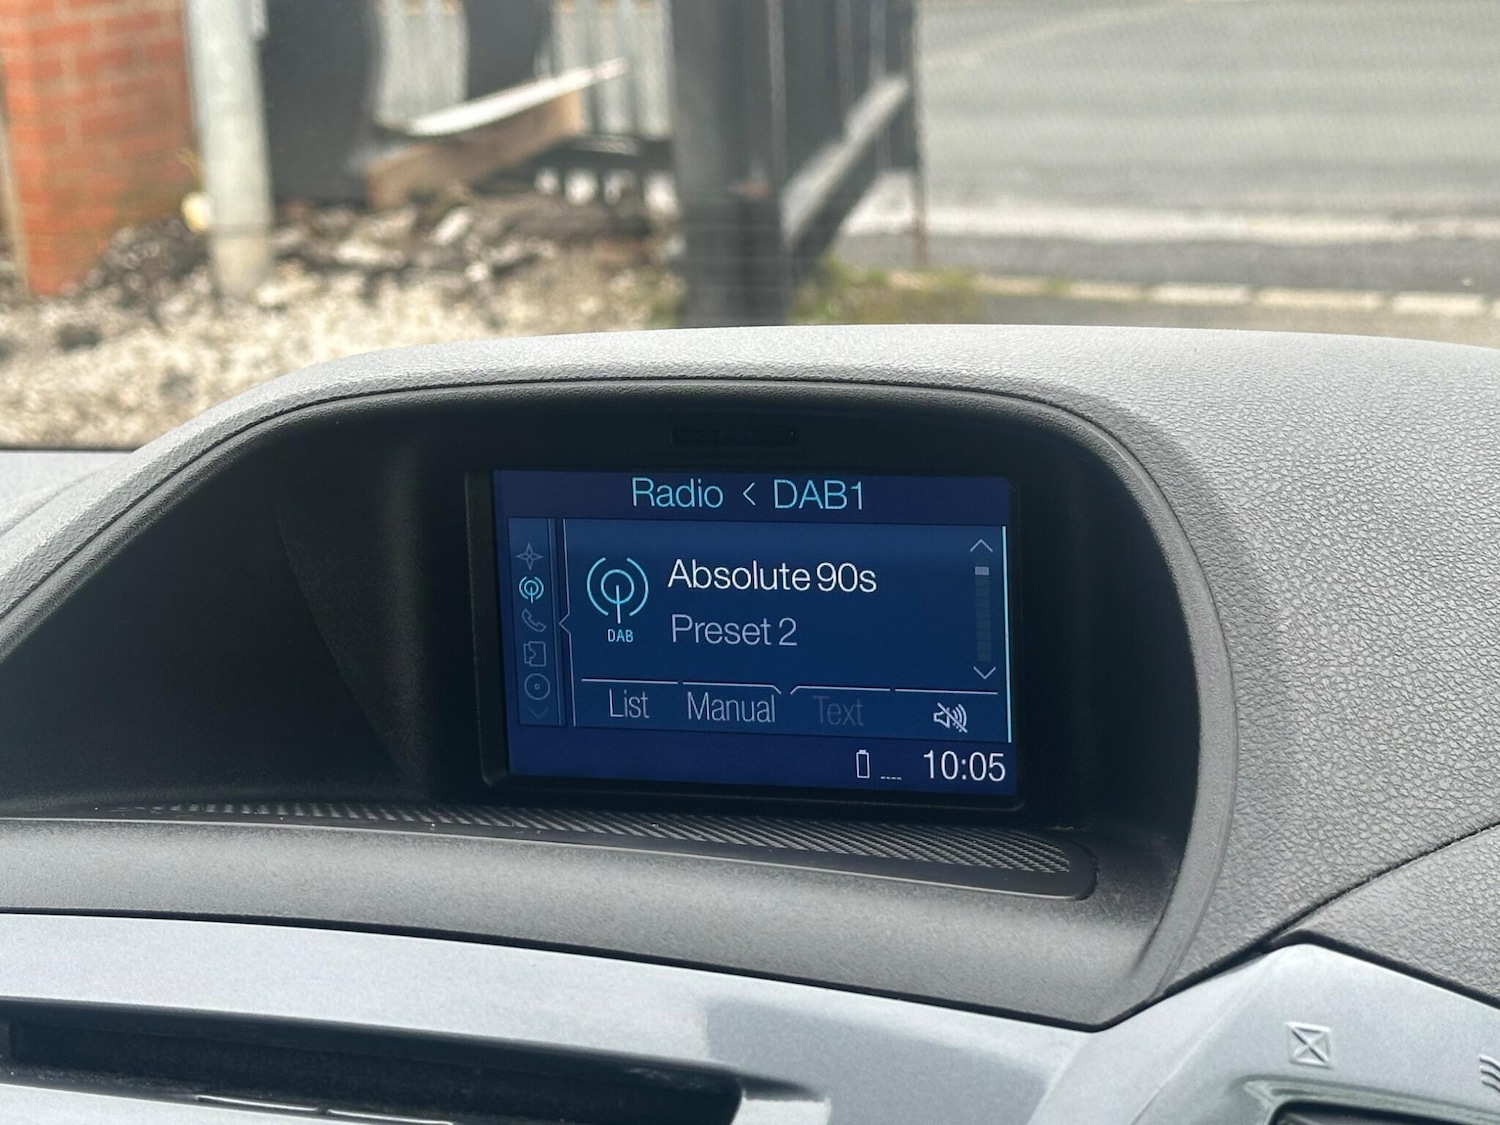 Radio < DAB1
Absolute 90s
DAB
Preset 2
List Manual Text
10:05